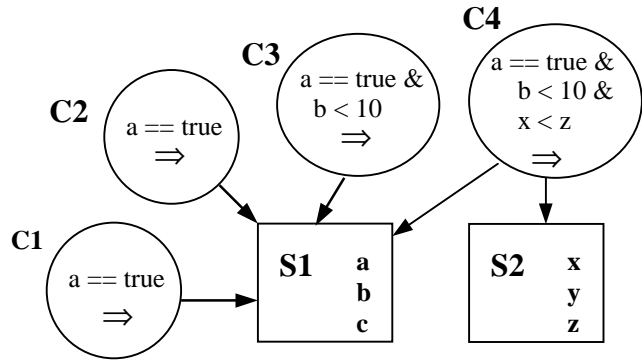 C4
C3
a == true &
b < 10 &
x < z
⇒
a == true &
b < 10
⇒
C2
a == true
⇒
C1
a == true
⇒
S1 a
b
c
S2 x
y
z